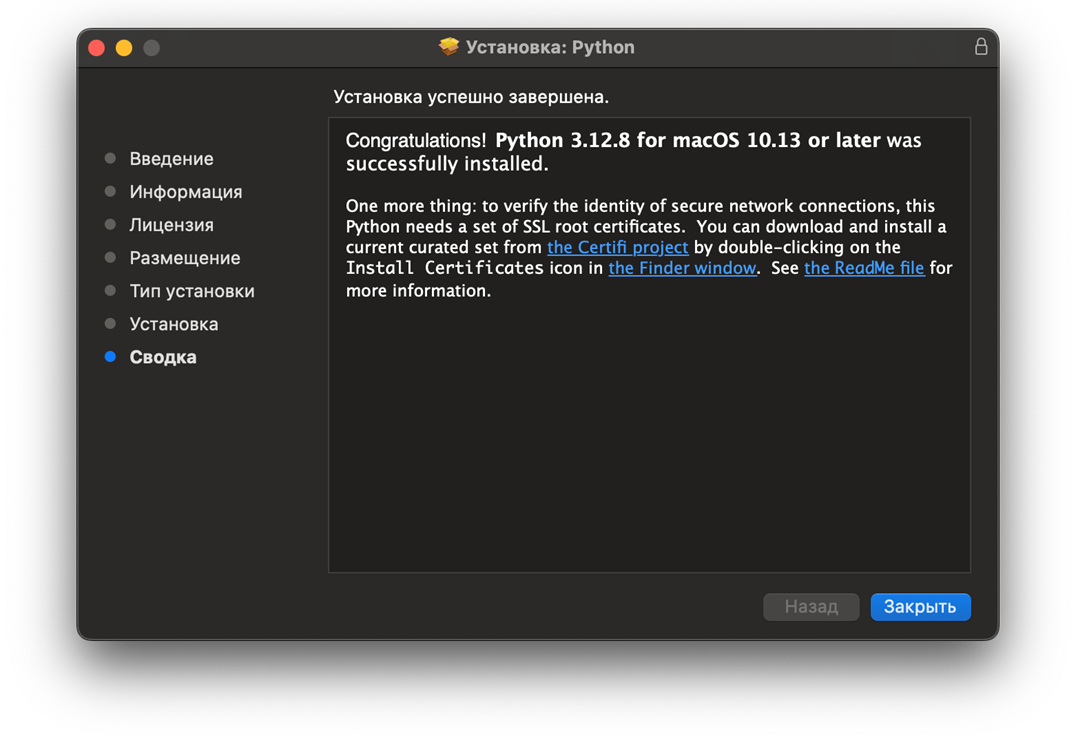 Установка: Python
Установка успешно завершена.
Введение
Информация
Лицензия
Размещение
Тип установки
Установка
Сводка
Congratulations! Python 3.12.8 for macOS 10.13 or later was
successfully installed.
One more thing: to verify the identity of secure network connections, this
Python needs a set of SSL root certificates.  You can download and install a
current curated set from the Certifi project by double-clicking on the
Install Certificates icon in the Finder window.  See the ReadMe file for
more information.
Назад
Закрыть